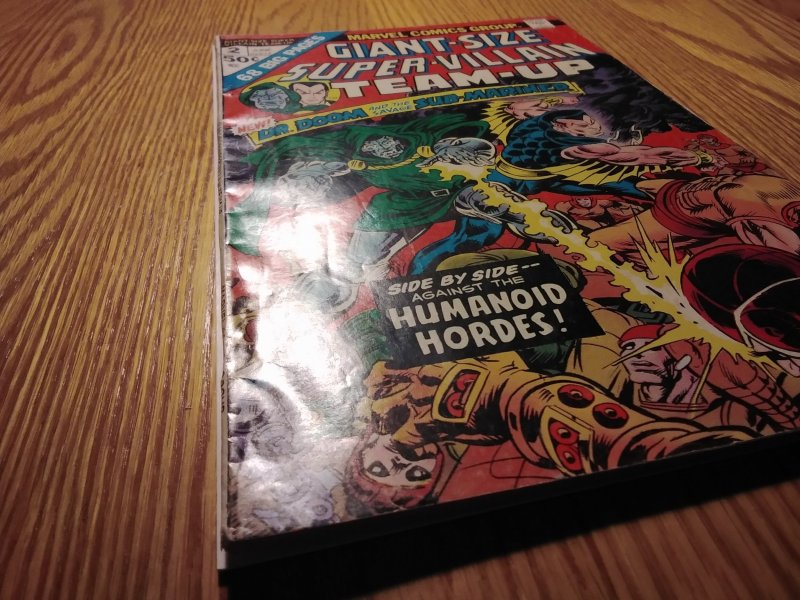 MARVEL COMICS GROUP
GIANT-SIZE
SUPER-VILLAIN
TEAM-UP
2
50¢
68 BIG PAGES
NEW!
DR. DOOM AND THE SAVAGE SUB-MARINER!
SIDE BY SIDE--
AGAINST THE
HUMANOID
HORDES!